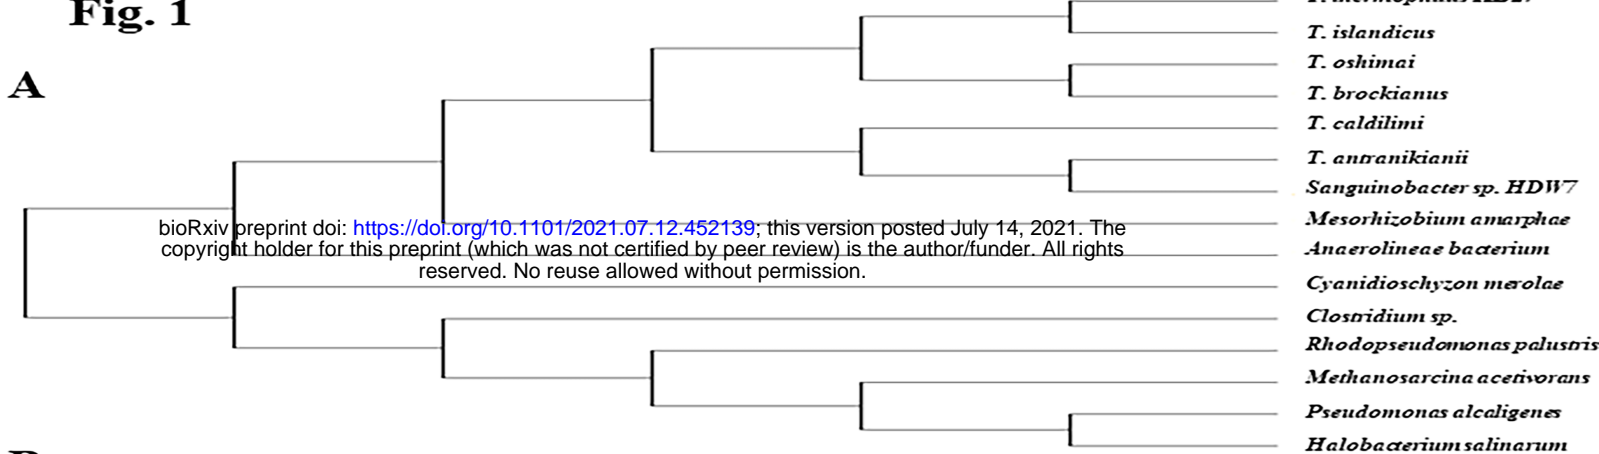 Fig. 1
A
T. islandicus
T. oshimai
T. brockianus
T. caldilimi
T. antranikianii
Sanguinobacter sp. HDW7
Mesorhizobium amarphae
Anaerolineae bacterium
Cyanidioschyzon merolae
Clostridium sp.
Rhodopseudomonas palustris
Methanosarcina acetivorans
Pseudomonas alcaligenes
Halobacterium salinarum
bioRxiv preprint doi: https://doi.org/10.1101/2021.07.12.452139; this version posted July 14, 2021. The
copyright holder for this preprint (which was not certified by peer review) is the author/funder. All rights
reserved. No reuse allowed without permission.